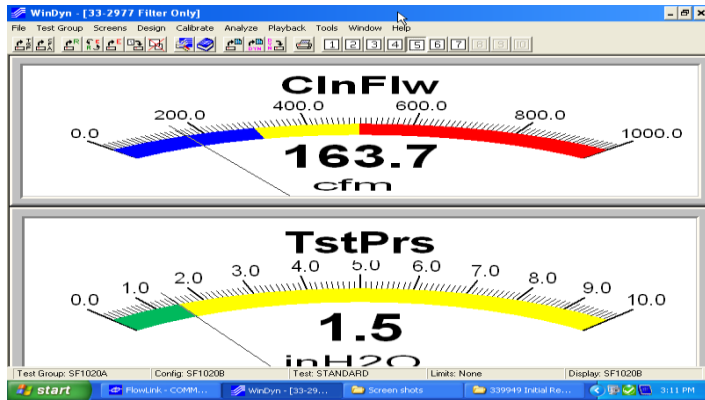 WinDyn - [33-2977 Filter Only]
File Test Group Screens Design Calibrate Analyze Playback Tools Window Help
1 2 3 4 5 6 7 8 9 10
ClnFlw
0.0 200.0 400.0 600.0 800.0 1000.0
163.7
cfm
TstPrs
0.0 1.0 2.0 3.0 4.0 5.0 6.0 7.0 8.0 9.0 10.0
1.5
inH2O
Test Group: SF1020A Config: SF1020B Test: STANDARD Limits: None Display: SF1020B
start FlowLink - COMM... WinDyn - [33-29... Screen shots 339949 Initial Re... 3:11 PM